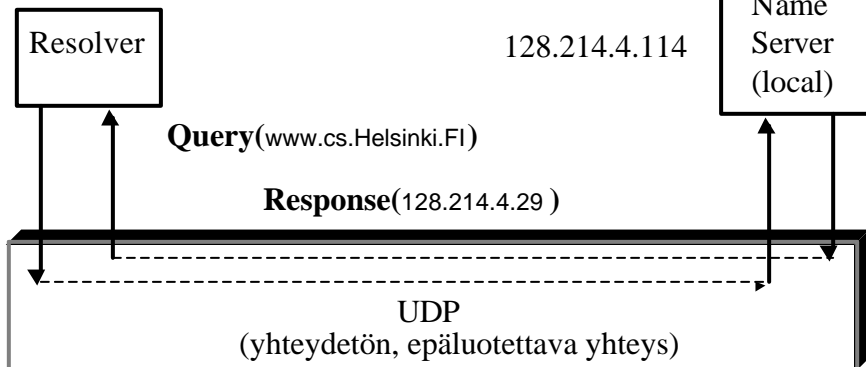 Name
Resolver
128.214.4.114
Server
(local)
Query(www.cs.Helsinki.FI)
Response(128.214.4.29 )
UDP
(yhteydetön, epäluotettava yhteys)